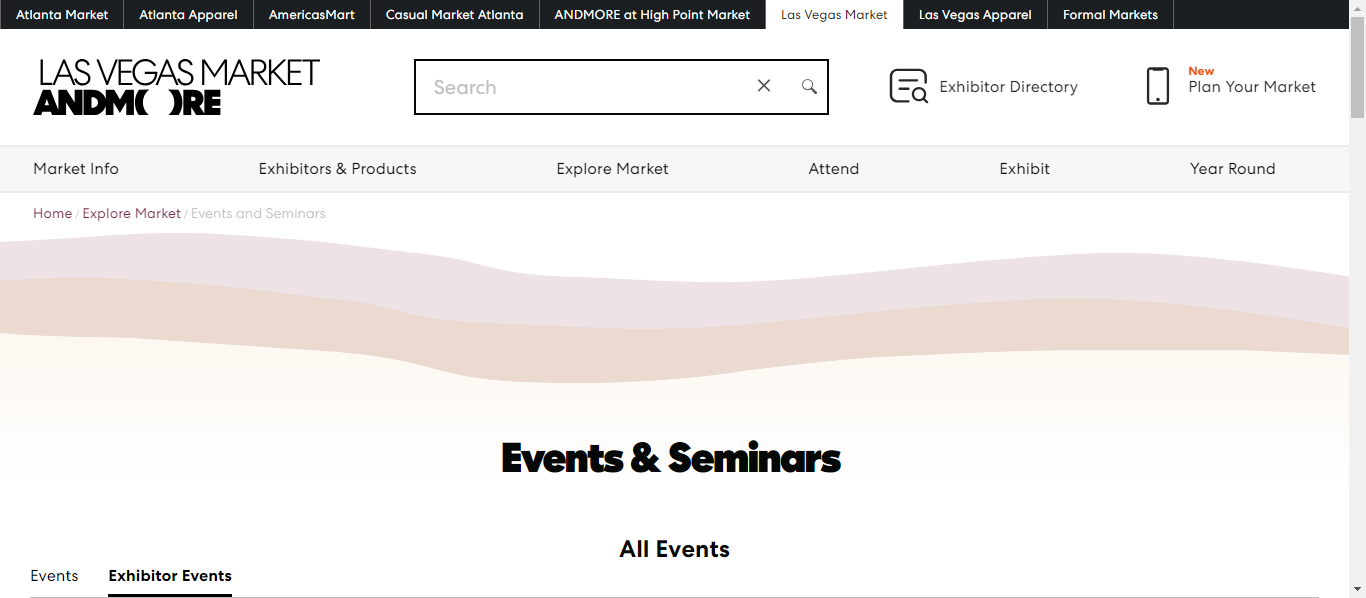 Atlanta Market Atlanta Apparel AmericasMart Casual Market Atlanta ANDMORE at High Point Market Las Vegas Market Las Vegas Apparel Formal Markets
LAS VEGAS MARKET
ANDMORE
Search
Exhibitor Directory
New
Plan Your Market
Market Info Exhibitors & Products Explore Market Attend Exhibit Year Round
Home / Explore Market / Events and Seminars
Events & Seminars
All Events
Events Exhibitor Events